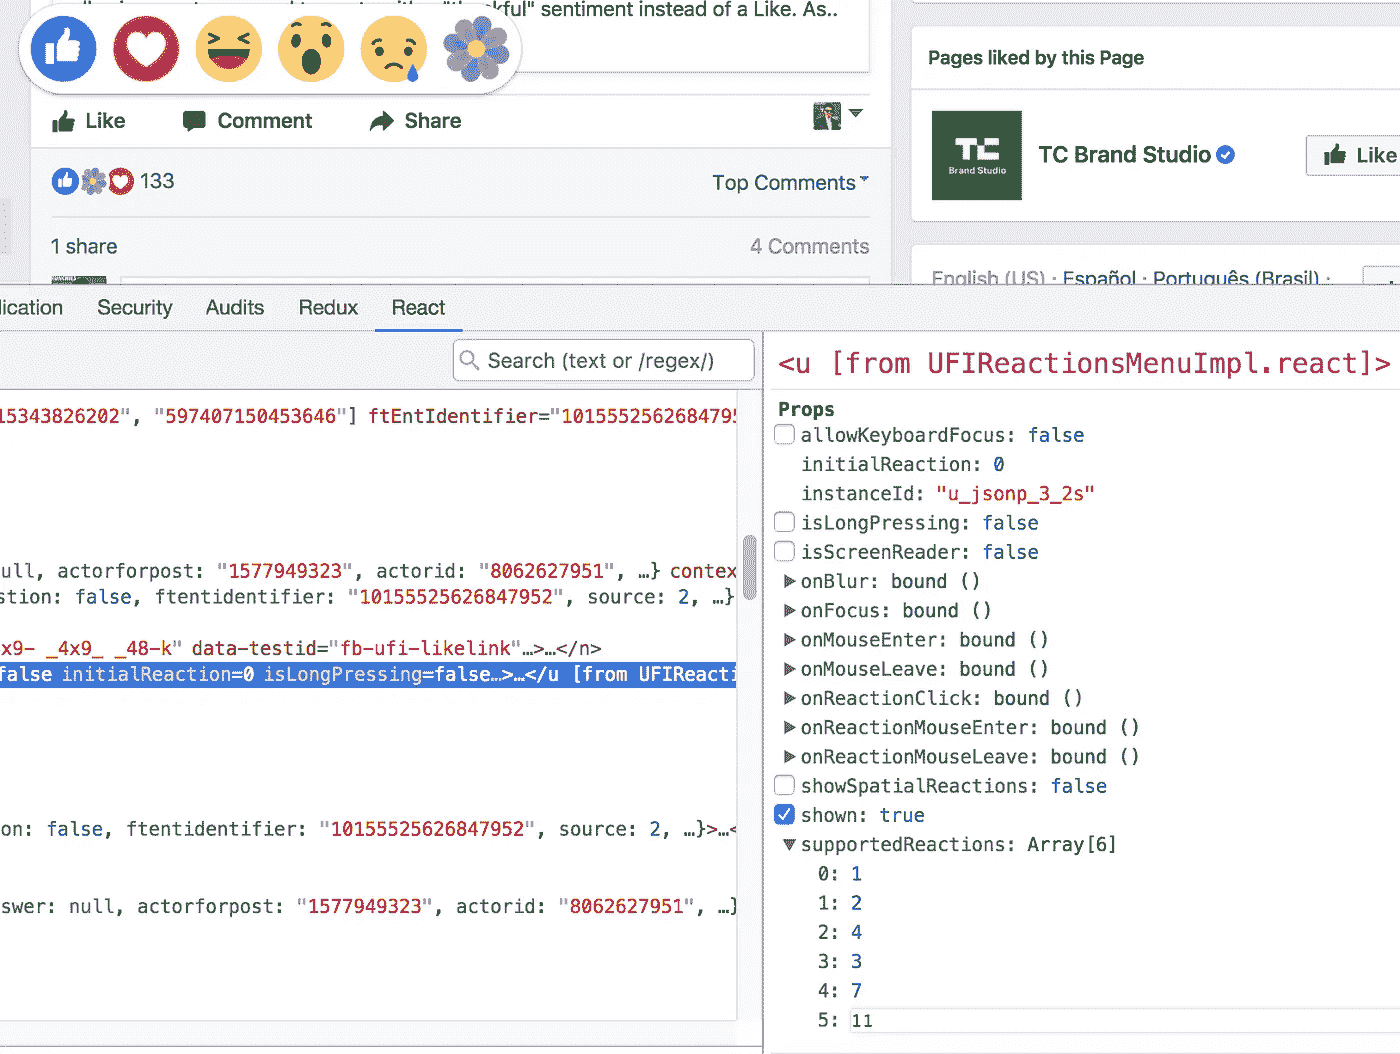 kful" sentiment instead of a Like. As..
Like Comment Share
133
Top Comments
1 share
4 Comments
Pages liked by this Page
TC
Brand Studio
TC Brand Studio
Like
English (US) · Español · Português (Brasil) ·
lication Security Audits Redux React
Search (text or /regex/)
15343826202", "597407150453646"] ftEntIdentifier="1015552562684795
ull, actorforpost: "1577949323", actorid: "8062627951", …} contex
stion: false, ftentidentifier: "10155525626847952", source: 2, …}
x9- _4x9_ _48-k" data-testid="fb-ufi-likelink"…>…</n>
false initialReaction=0 isLongPressing=false…>…</u [from UFIReacti
on: false, ftentidentifier: "10155525626847952", source: 2, …}>…<
swer: null, actorforpost: "1577949323", actorid: "8062627951", …}
<u [from UFIReactionsMenuImpl.react]>
Props
allowKeyboardFocus: false
initialReaction: 0
instanceId: "u_jsonp_3_2s"
isLongPressing: false
isScreenReader: false
onBlur: bound ()
onFocus: bound ()
onMouseEnter: bound ()
onMouseLeave: bound ()
onReactionClick: bound ()
onReactionMouseEnter: bound ()
onReactionMouseLeave: bound ()
showSpatialReactions: false
shown: true
supportedReactions: Array[6]
0: 1
1: 2
2: 4
3: 3
4: 7
5: 11